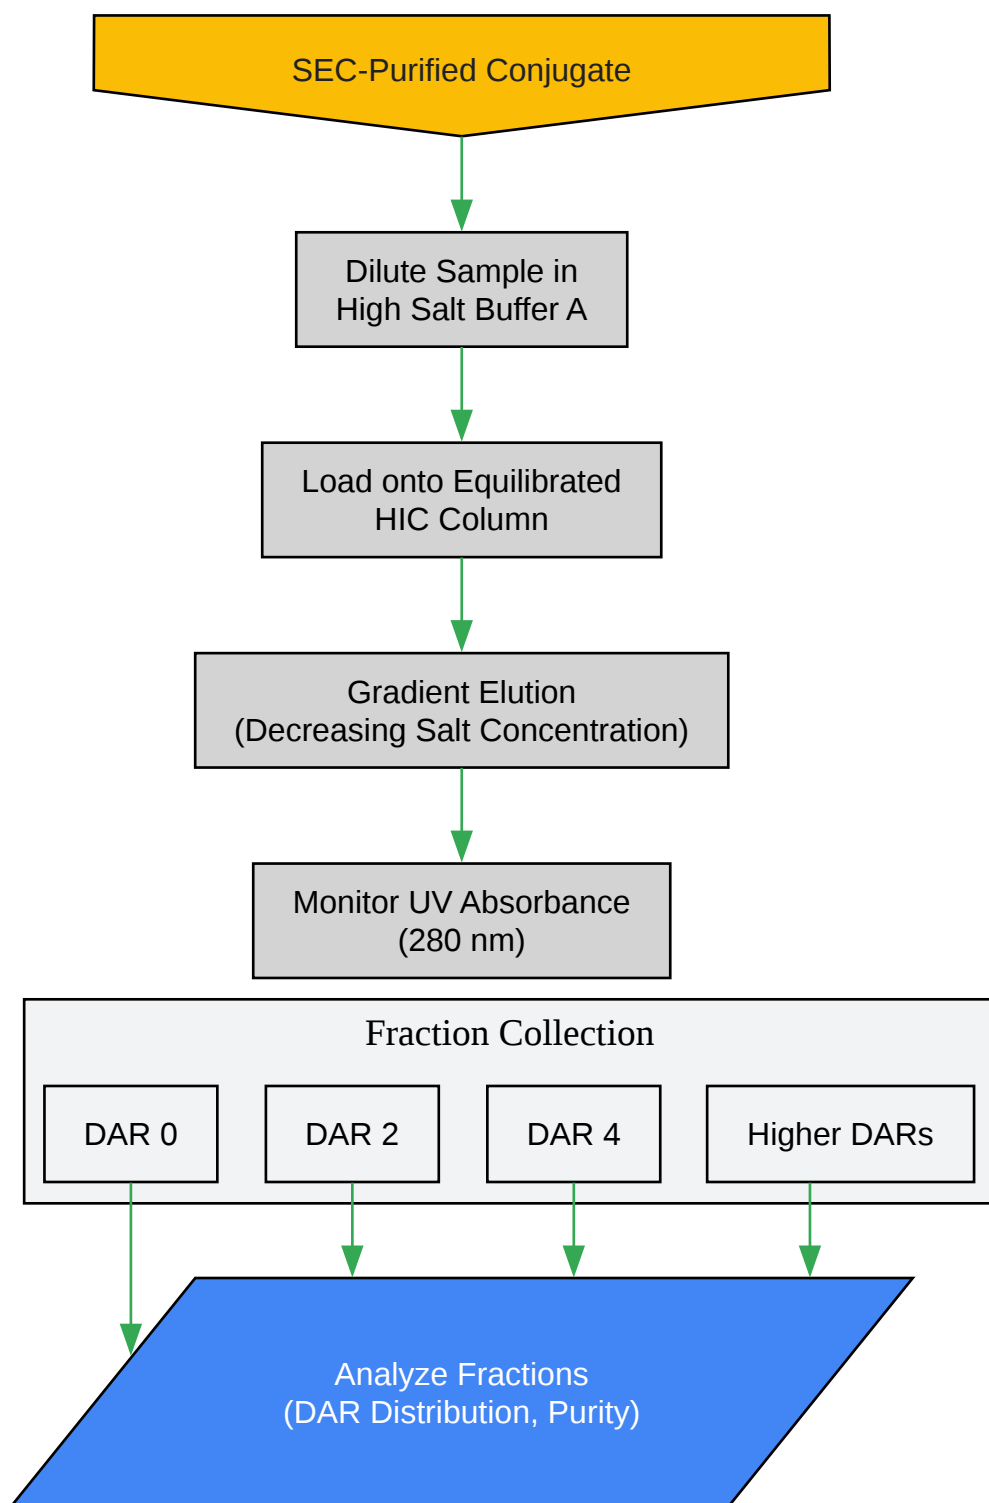 SEC-Purified Conjugate
Dilute Sample in
High Salt Buffer A
Load onto Equilibrated
HIC Column
Gradient Elution
(Decreasing Salt Concentration)
Monitor UV Absorbance
(280 nm)
Fraction Collection
DAR 0
DAR 2
DAR 4
Higher DARs
Analyze Fractions
(DAR Distribution, Purity)